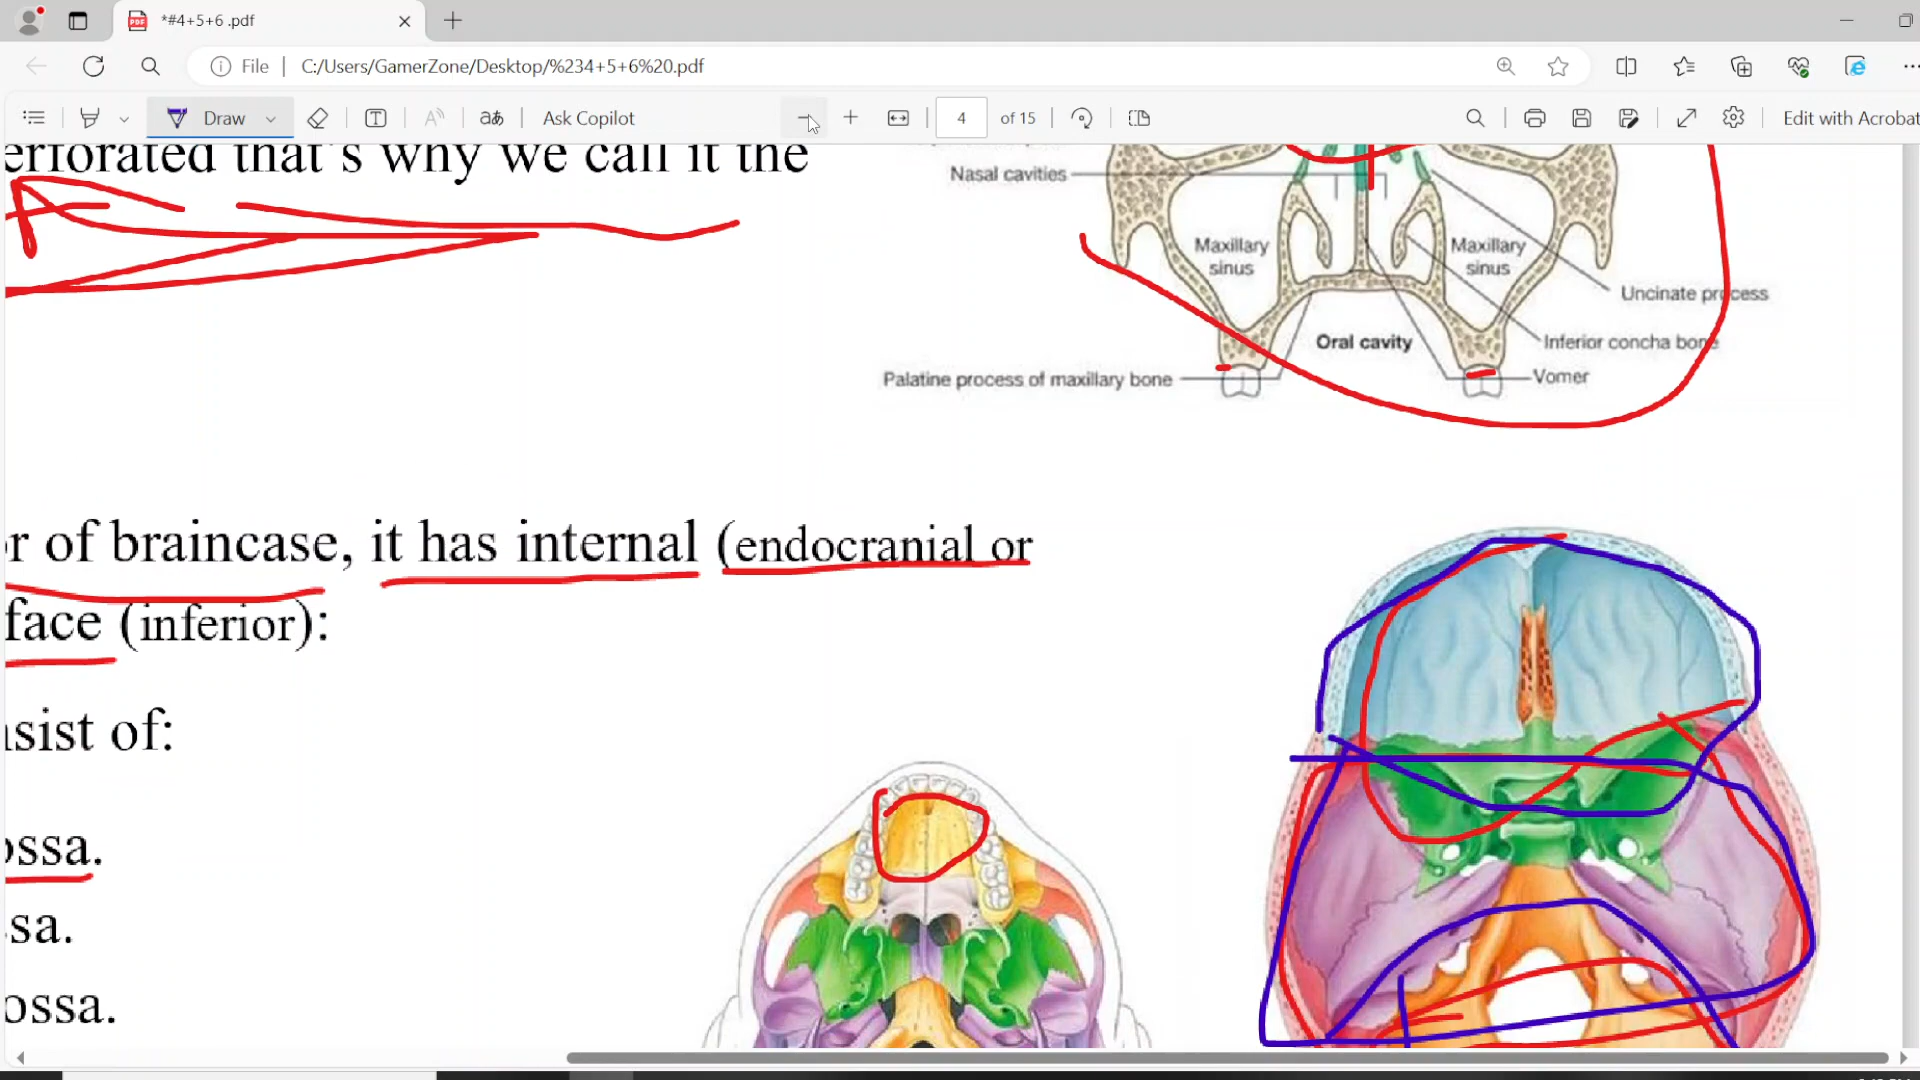 *#4+5+6 .pdf
File
C:/Users/GamerZone/Desktop/%234+5+6%20.pdf
Draw
Ask Copilot
4 of 15
Edit with Acrobat
erforated that's why we call it the
Nasal cavities
Maxillary sinus
Maxillary sinus
Uncinate process
Oral cavity
Inferior concha bone
Palatine process of maxillary bone
Vomer
r of braincase, it has internal (endocranial or
face (inferior):
nsist of:
ossa.
sa.
ossa.